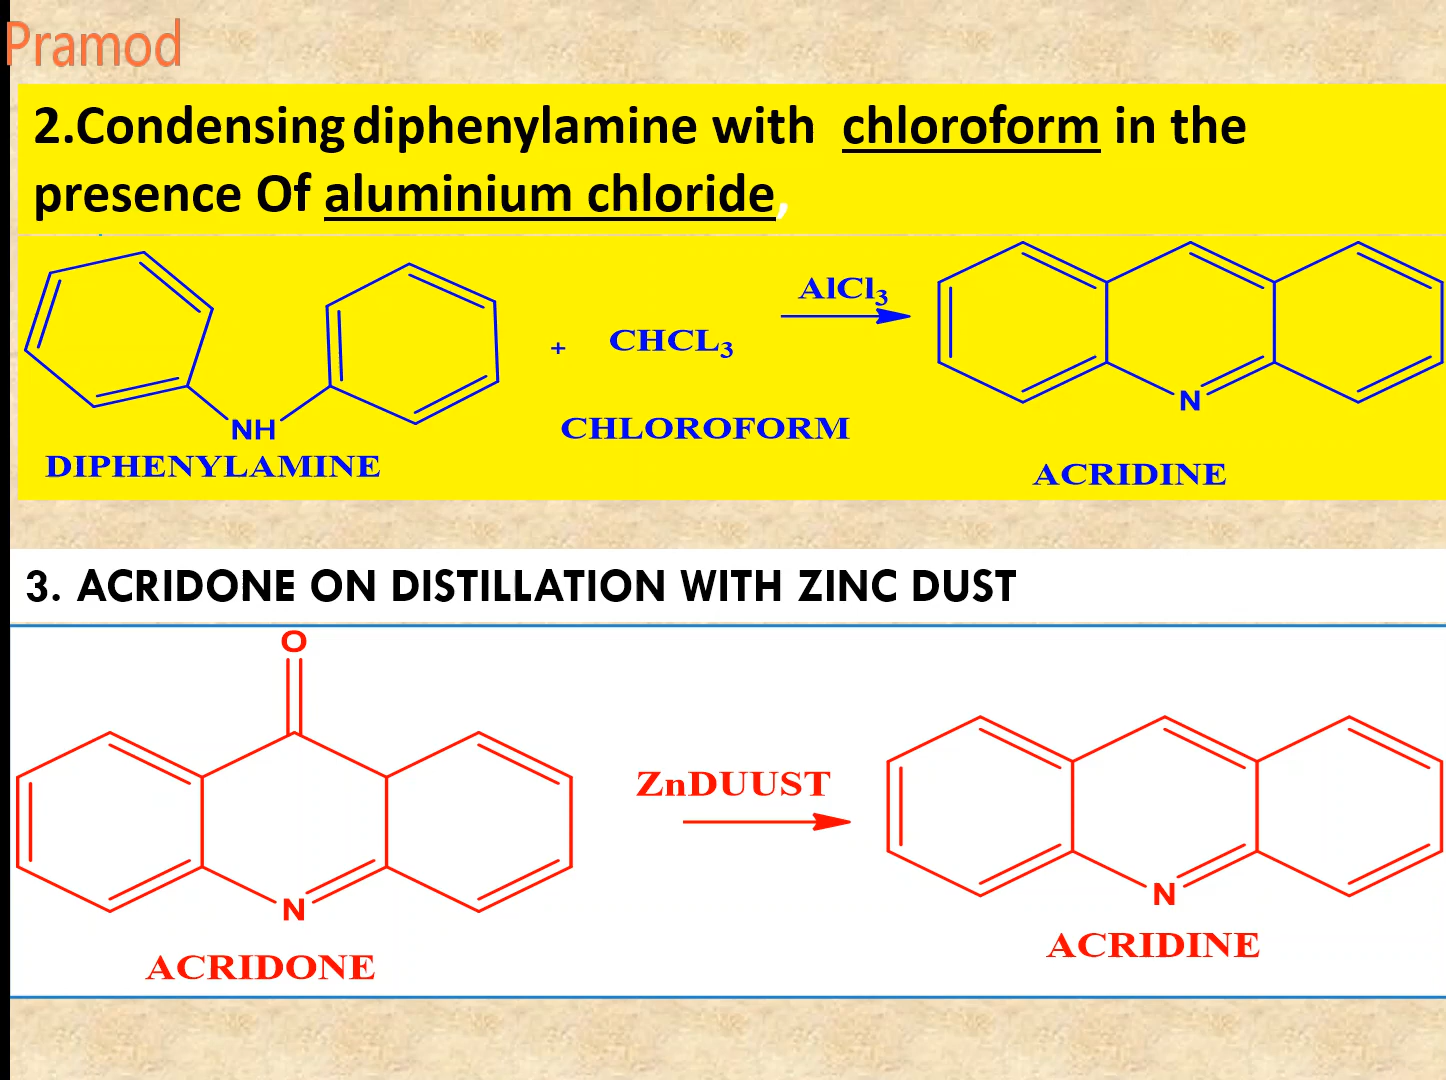 Pramod
2.Condensing diphenylamine with chloroform in the
presence Of aluminium chloride,
AlCl3
+ CHCL3
NH
CHLOROFORM
N
DIPHENYLAMINE
ACRIDINE
3. ACRIDONE ON DISTILLATION WITH ZINC DUST
O
ZnDUUST
N
N
ACRIDONE
ACRIDINE